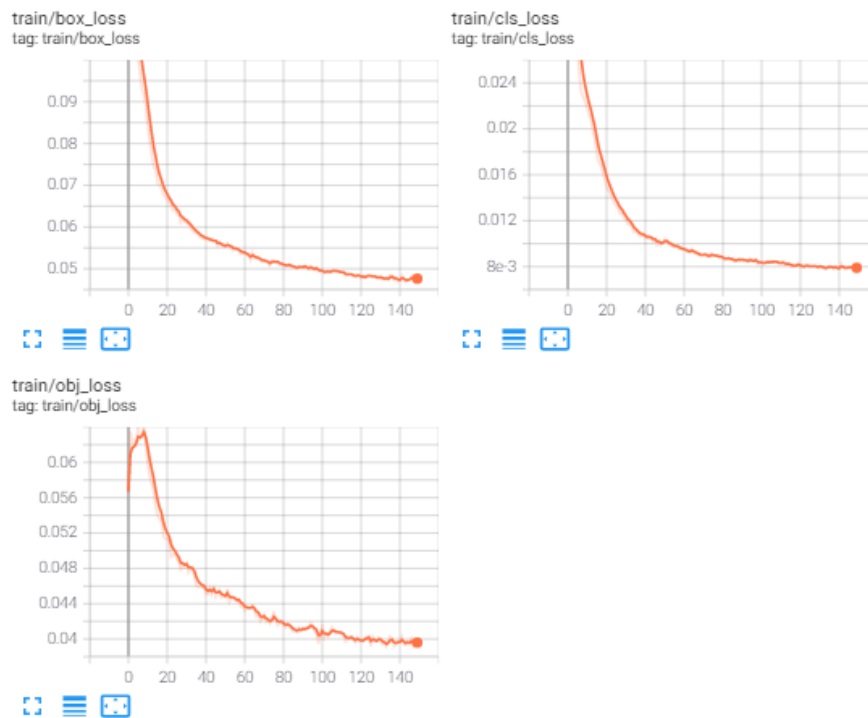 train/box_loss
tag: train/box_loss
0.09
0.08
0.07
0.06
0.05
0 20 40 60 80 100 120 140
train/cls_loss
tag: train/cls_loss
0.024
0.02
0.016
0.012
8e-3
0 20 40 60 80 100 120 140
train/obj_loss
tag: train/obj_loss
0.06
0.056
0.052
0.048
0.044
0.04
0 20 40 60 80 100 120 140